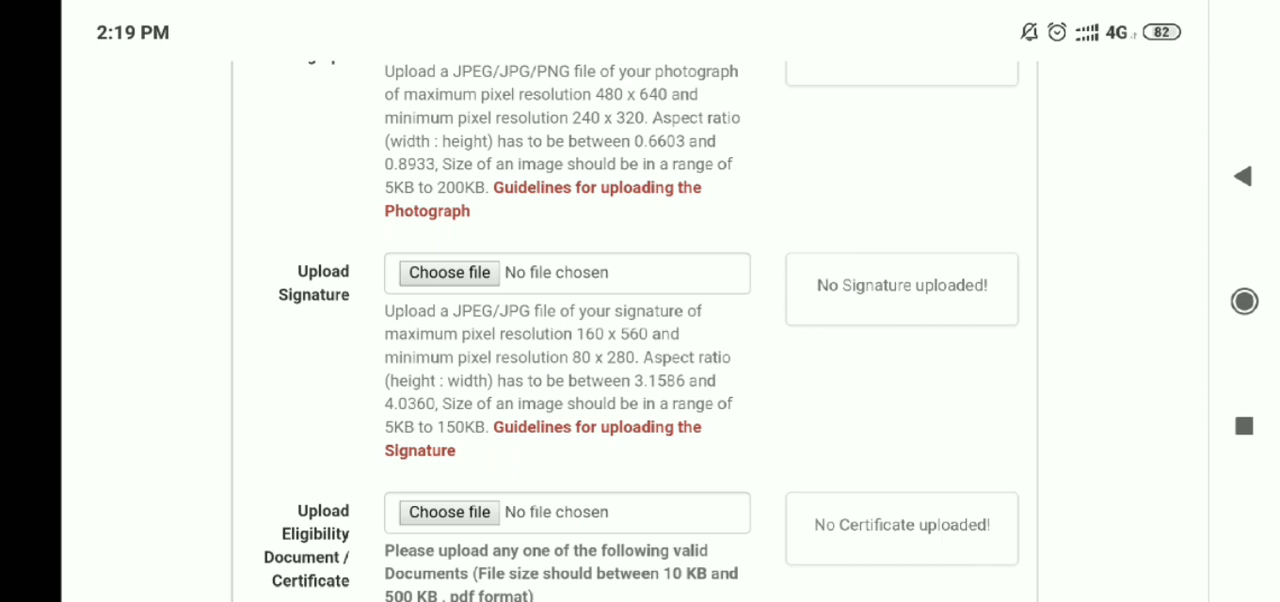 2:19 PM
4G
82
Upload a JPEG/JPG/PNG file of your photograph
of maximum pixel resolution 480 x 640 and
minimum pixel resolution 240 x 320. Aspect ratio
(width : height) has to be between 0.6603 and
0.8933, Size of an image should be in a range of
5KB to 200KB. Guidelines for uploading the
Photograph
Upload
Signature
Choose file No file chosen
No Signature uploaded!
Upload a JPEG/JPG file of your signature of
maximum pixel resolution 160 x 560 and
minimum pixel resolution 80 x 280. Aspect ratio
(height : width) has to be between 3.1586 and
4.0360, Size of an image should be in a range of
5KB to 150KB. Guidelines for uploading the
Signature
Upload
Eligibility
Document /
Certificate
Choose file No file chosen
No Certificate uploaded!
Please upload any one of the following valid
Documents (File size should between 10 KB and
500 KB , pdf format)